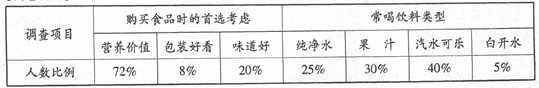 调查项目 购买食品时的首选考虑 常喝饮料类型
营养价值 包装好看 味道好 纯净水 果汁 汽水可乐 白开水
人数比例 72% 8% 20% 25% 30% 40% 5%